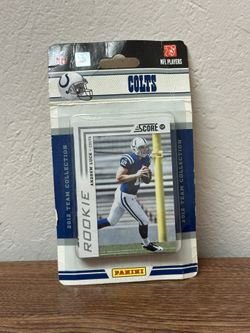 NFL PLAYERS
COLTS
2012 TEAM COLLECTION
2012 TEAM COLLECTION
SCORE
ROOKIE
ANDREW LUCK
PANINI